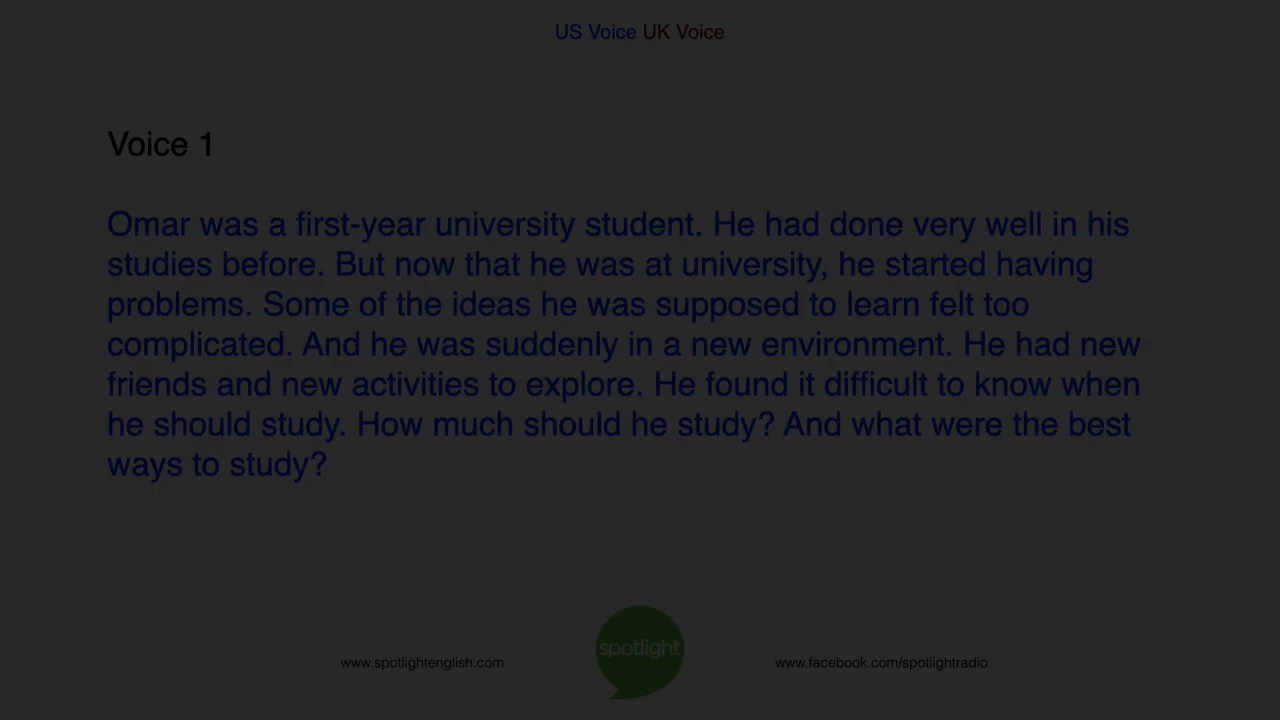 US Voice UK Voice
Voice 1
Omar was a first-year university student. He had done very well in his
studies before. But now that he was at university, he started having
problems. Some of the ideas he was supposed to learn felt too
complicated. And he was suddenly in a new environment. He had new
friends and new activities to explore. He found it difficult to know when
he should study. How much should he study? And what were the best
ways to study?
spotlight
www.spotlightenglish.com
www.facebook.com/spotlightradio